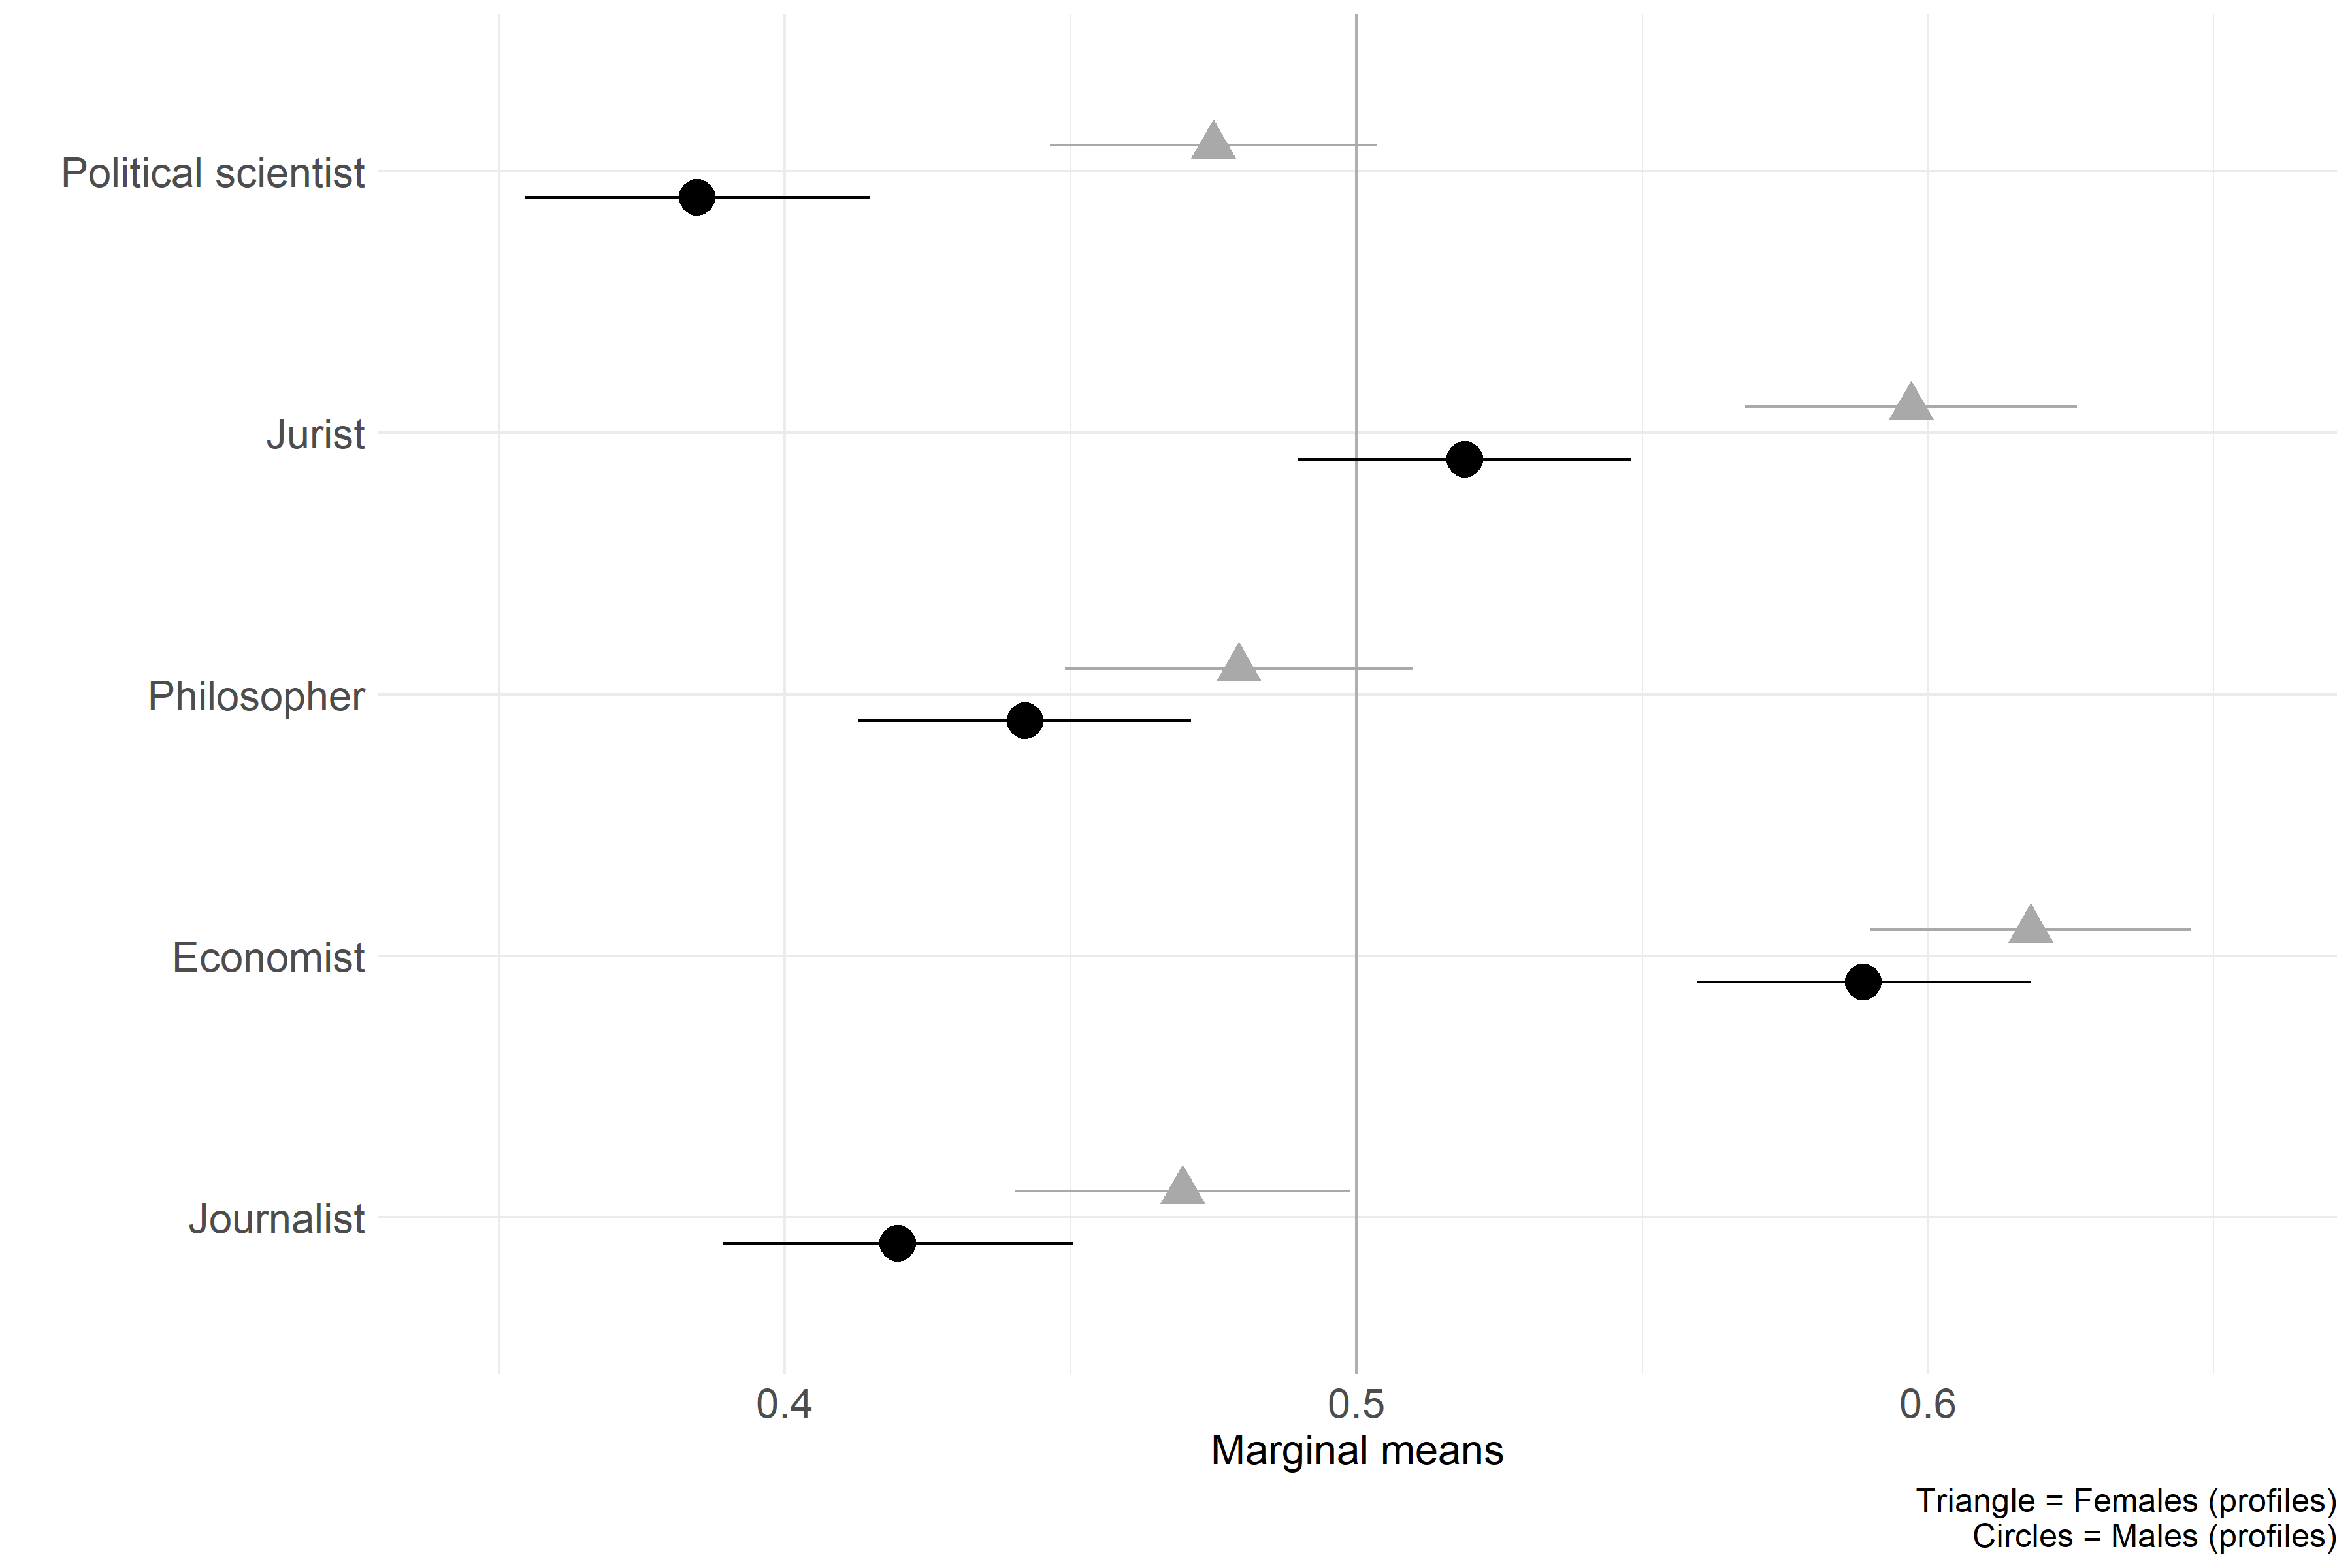 Political scientist
Jurist
Philosopher
Economist
Journalist
0.4 0.5 0.6
Marginal means
Triangle = Females (profiles)
Circles = Males (profiles)